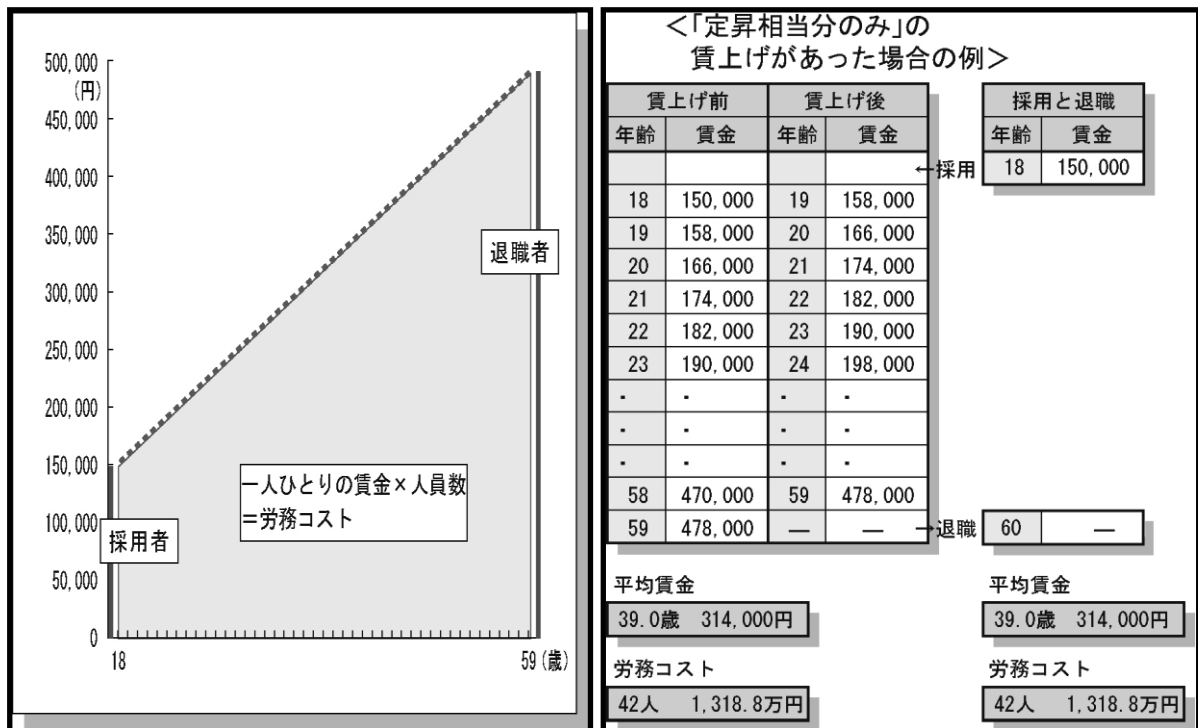 500,000
(円)
450,000
400,000
350,000
300,000
250,000
200,000
150,000
100,000
50,000
0
18
59(歳)
退職者
一人ひとりの賃金×人員数
=労務コスト
採用者
<「定昇相当分のみ」の
賃上げがあった場合の例>
賃上げ前 賃上げ後 採用と退職
年齢 賃金 年齢 賃金 年齢 賃金
←採用 18 150,000
18 150,000 19 158,000
19 158,000 20 166,000
20 166,000 21 174,000
21 174,000 22 182,000
22 182,000 23 190,000
23 190,000 24 198,000
・ ・ ・ ・
・ ・ ・ ・
・ ・ ・ ・
58 470,000 59 478,000
59 478,000 — — →退職 60 —
平均賃金 平均賃金
39.0歳 314,000円 39.0歳 314,000円
労務コスト 労務コスト
42人 1,318.8万円 42人 1,318.8万円